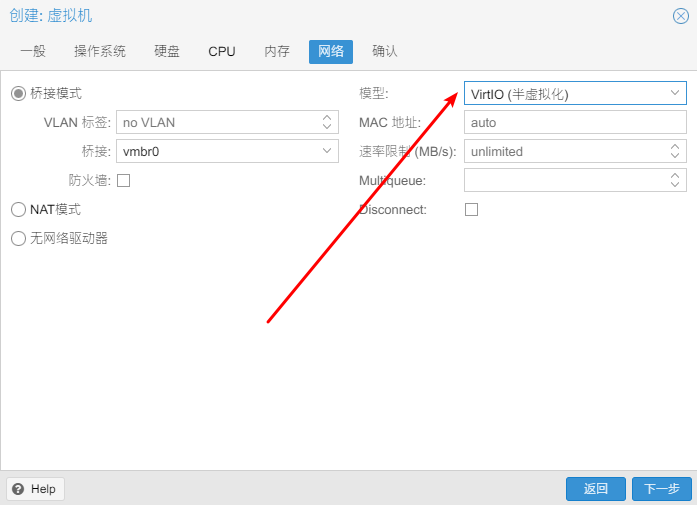 创建: 虚拟机
一般 操作系统 硬盘 CPU 内存 网络 确认
桥接模式 模型: VirtIO (半虚拟化)
VLAN 标签: no VLAN MAC 地址: auto
桥接: vmbr0 速率限制 (MB/s): unlimited
防火墙: Multiqueue:
NAT模式 Disconnect:
无网络驱动器
Help 返回 下一步